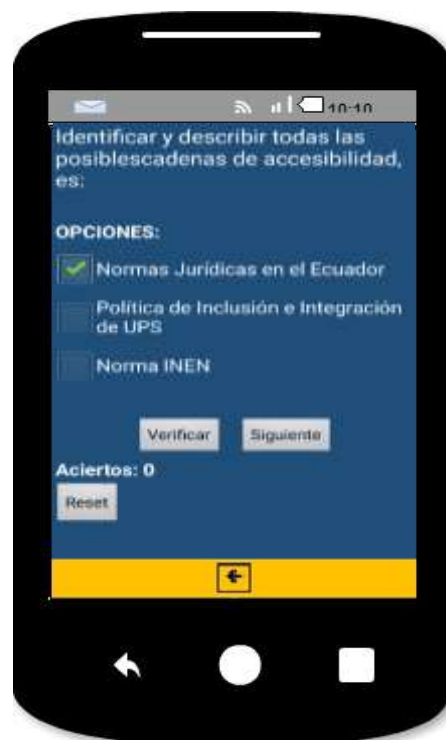 10:10
Identificar y describir todas las
posiblescadenas de accesibilidad,
es:
OPCIONES:
Normas Jurídicas en el Ecuador
Política de Inclusión e Integración
de UPS
Norma INEN
Verificar Siguiente
Aciertos: 0
Reset